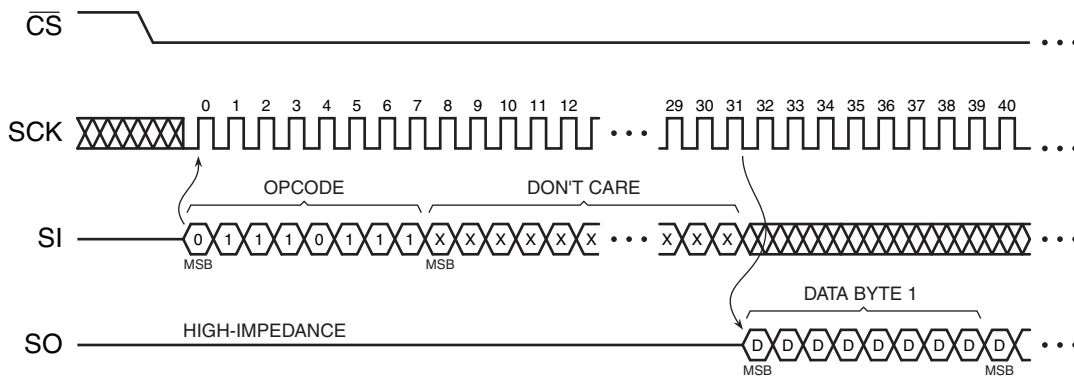 CS
0 1 2 3 4 5 6 7 8 9 10 11 12 29 30 31 32 33 34 35 36 37 38 39 40
SCK
OPCODE DON'T CARE
SI 0 1 1 1 0 1 1 1 X X X X X X X X X
MSB MSB
DATA BYTE 1
HIGH-IMPEDANCE
SO D D D D D D D D D
MSB MSB